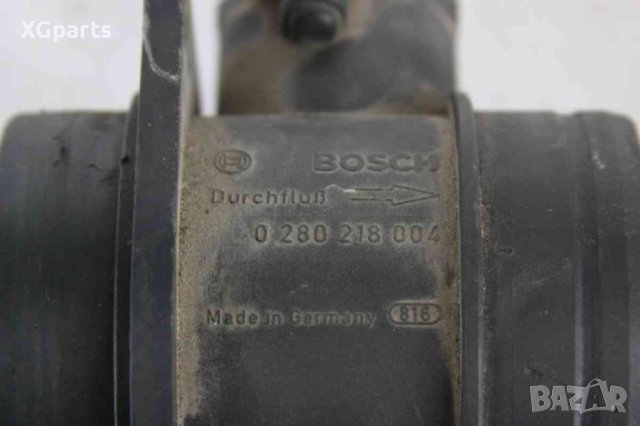 XGparts
BOSCH
Durchfluß
0 280 218 004
Made in Germany 816
BAZAR